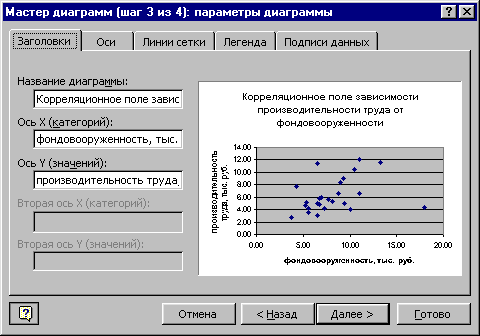 Мастер диаграмм (шаг 3 из 4): параметры диаграммы
Заголовки Оси Линии сетки Легенда Подписи данных
Название диаграммы:
Корреляционное поле завис
Ось X (категорий):
фондовооруженность, тыс.
Ось Y (значений):
производительность труда,
Вторая ось X (категорий):
Вторая ось Y (значений):
Корреляционное поле зависимости
производительности труда от
фондовооруженности
производительность
труда, тыс. руб.
14.00
12.00
10.00
8.00
6.00
4.00
2.00
0.00
0.00 5.00 10.00 15.00 20.00
фондовооруженность, тыс. руб.
Отмена < Назад Далее > Готово